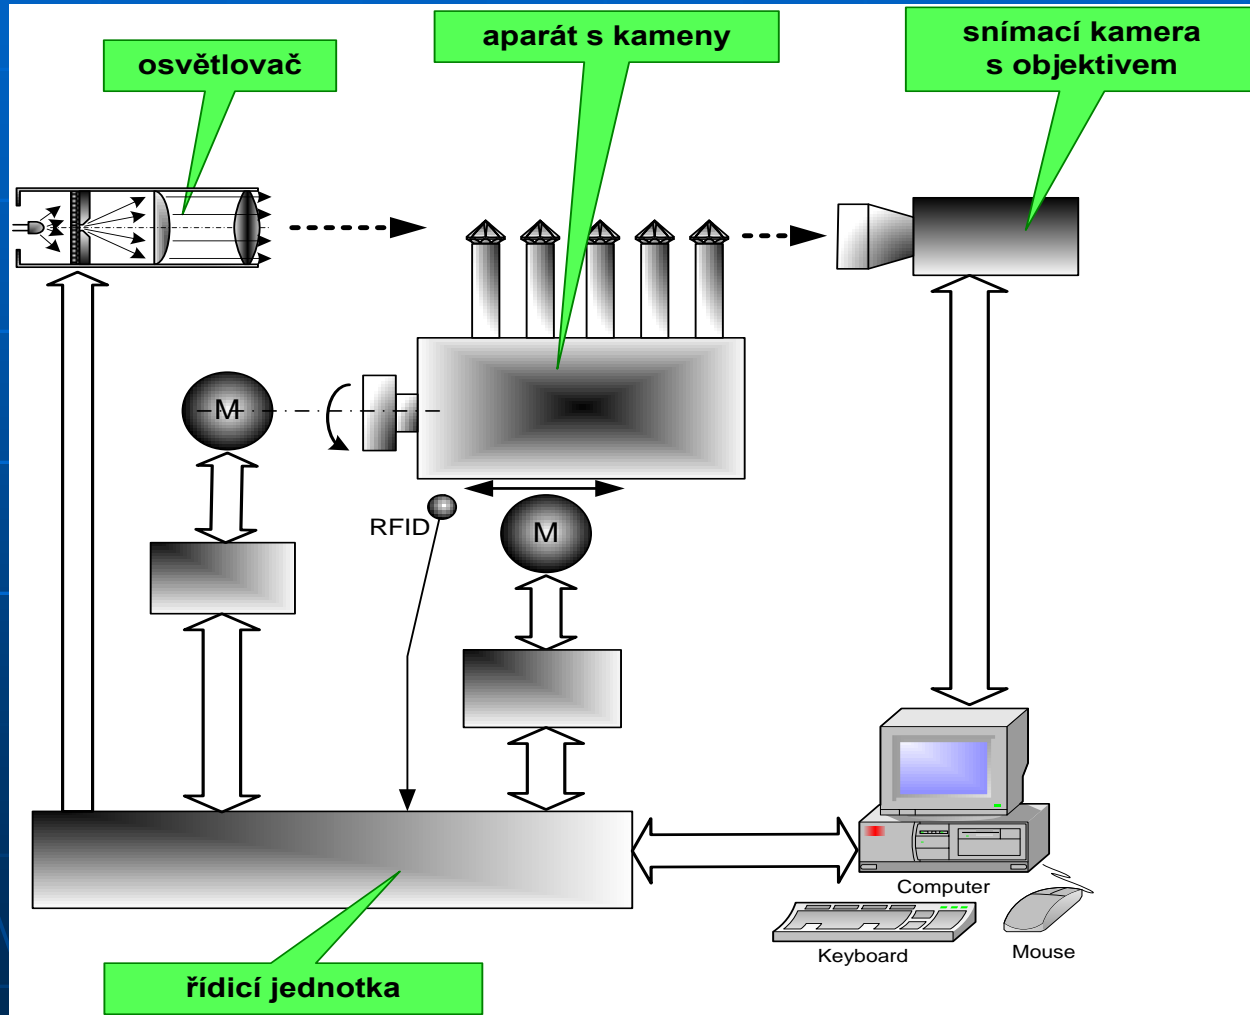 osvětlovač
aparát s kameny
snímací kamera
s objektivem
M
RFID
M
Computer
Keyboard
Mouse
řídicí jednotka